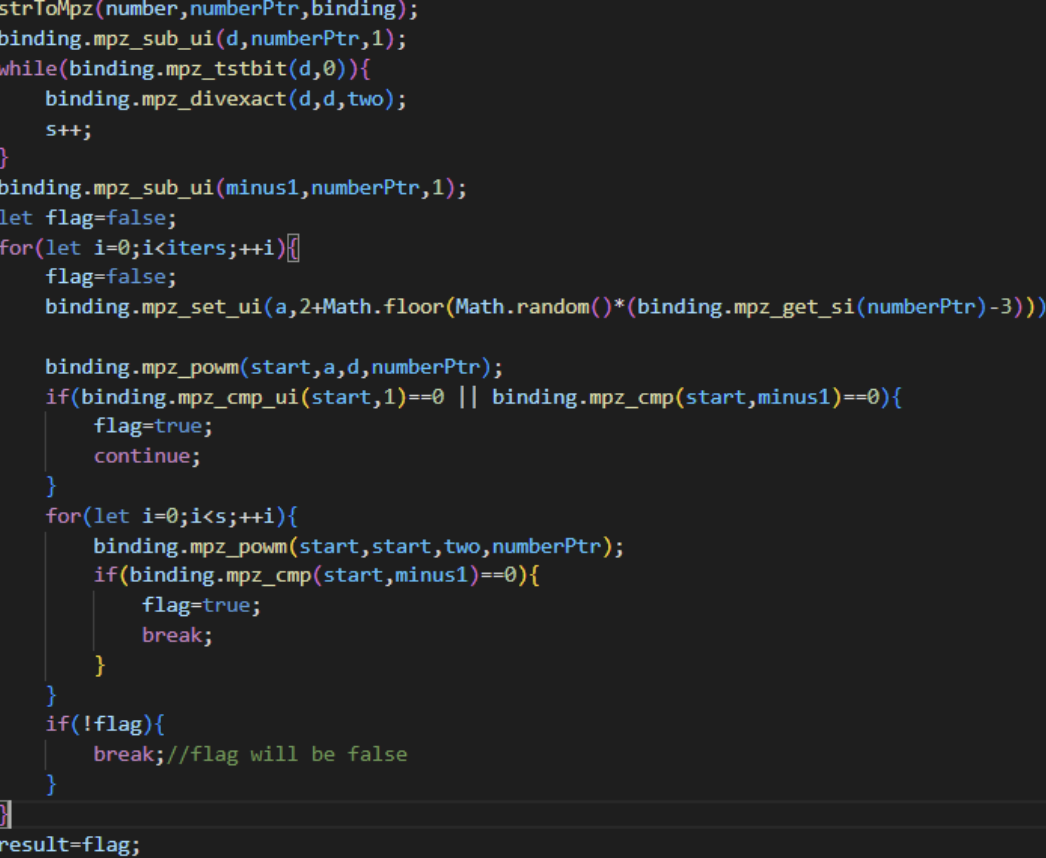 strToMpz(number,numberPtr,binding);
binding.mpz_sub_ui(d,numberPtr,1);
while(binding.mpz_tstbit(d,0)){
    binding.mpz_divexact(d,d,two);
    s++;
}
binding.mpz_sub_ui(minus1,numberPtr,1);
let flag=false;
for(let i=0;i<iters;++i){
    flag=false;
    binding.mpz_set_ui(a,2+Math.floor(Math.random()*(binding.mpz_get_si(numberPtr)-3)))
    binding.mpz_powm(start,a,d,numberPtr);
    if(binding.mpz_cmp_ui(start,1)==0 || binding.mpz_cmp(start,minus1)==0){
        flag=true;
        continue;
    }
    for(let i=0;i<s;++i){
        binding.mpz_powm(start,start,two,numberPtr);
        if(binding.mpz_cmp(start,minus1)==0){
            flag=true;
            break;
        }
    }
    if(!flag){
        break;//flag will be false
    }
}
result=flag;